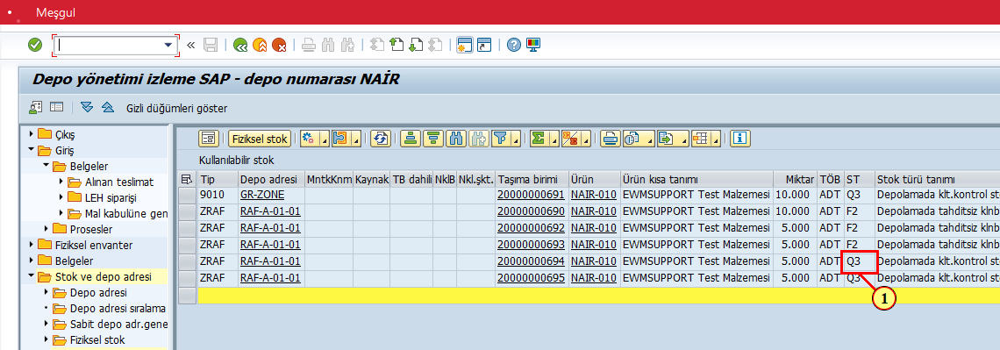 Meşgul
Depo yönetimi izleme SAP - depo numarası NAİR
Gizli düğümleri göster
Çıkış
Giriş
Belgeler
Alınan teslimat
LEH siparişi
Mal kabulüne gen
Prosesler
Fiziksel envanter
Belgeler
Stok ve depo adresi
Depo adresi
Depo adresi sıralama
Sabit depo adr.gene
Fiziksel stok
Fiziksel stok
Kullanılabilir stok
Tip Depo adresi MntkKnm Kaynak TB dahili NklB Nkl.şkt. Taşıma birimi Ürün Ürün kısa tanımı Miktar TÖB ST Stok türü tanımı
9010 GR-ZONE 20000000691 NAIR-010 EWMSUPPORT Test Malzemesi 10.000 ADT Q3 Depolamada klt.kontrol sto
ZRAF RAF-A-01-01 20000000690 NAIR-010 EWMSUPPORT Test Malzemesi 10.000 ADT F2 Depolamada tahditsiz klnb
ZRAF RAF-A-01-01 20000000692 NAIR-010 EWMSUPPORT Test Malzemesi 5.000 ADT F2 Depolamada tahditsiz klnb
ZRAF RAF-A-01-01 20000000693 NAIR-010 EWMSUPPORT Test Malzemesi 5.000 ADT F2 Depolamada tahditsiz klnb
ZRAF RAF-A-01-01 20000000694 NAIR-010 EWMSUPPORT Test Malzemesi 5.000 ADT Q3 Depolamada klt.kontrol sto
ZRAF RAF-A-01-01 20000000695 NAIR-010 EWMSUPPORT Test Malzemesi 5.000 ADT Q3 Depolamada klt.kontrol sto
1